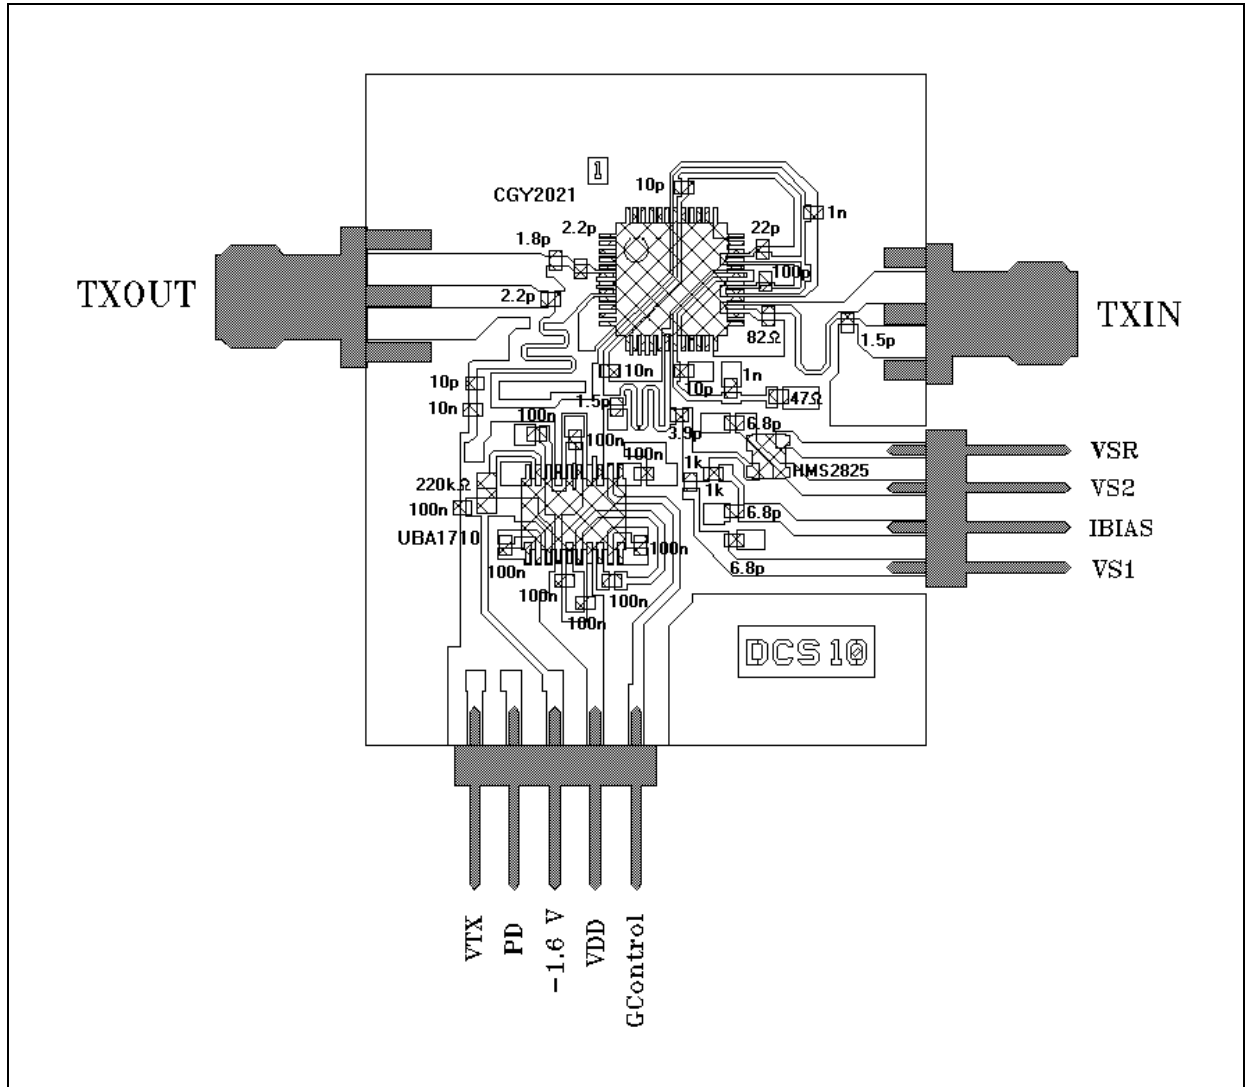 1
10p
CGY2021
2.2p
22p
1n
1.8p
100p
TXOUT
2.2p
TXIN
82Ω
1.5p
10p
10n
1n
10p
47Ω
10n
1.5p
100n
3.9p
6.8p
100n
100n
1k
HMS2825
VSR
220kΩ
1k
VS2
100n
6.8p
IBIAS
UBA1710
100n
100n
6.8p
VS1
100n
100n
100n
DCS10
VTX
PD
-1.6 V
VDD
GControl